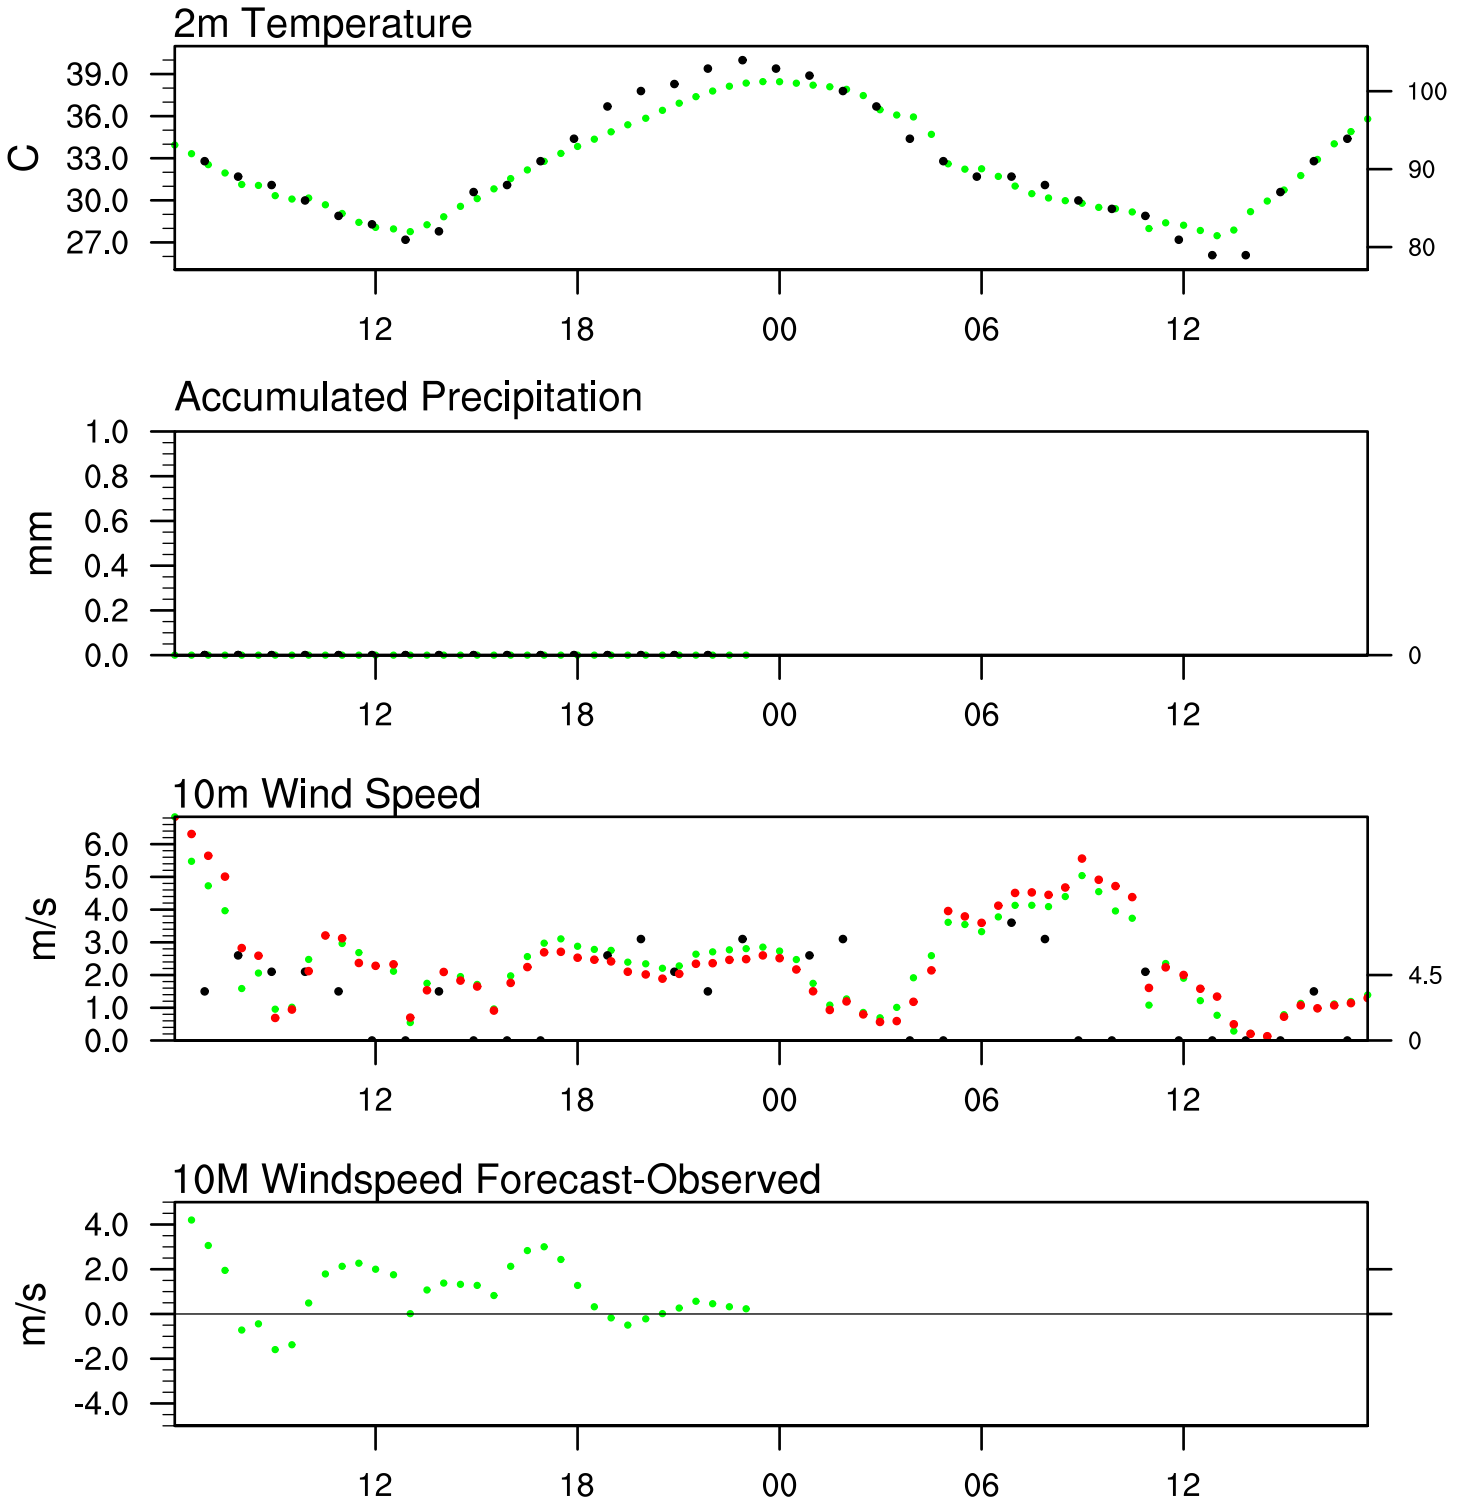 2m Temperature
39.0
36.0
33.0
30.0
27.0
C
100
90
80
12 18 00 06 12
Accumulated Precipitation
1.0
0.8
0.6
0.4
0.2
0.0
mm
0
12 18 00 06 12
10m Wind Speed
6.0
5.0
4.0
3.0
2.0
1.0
0.0
m/s
4.5
0
12 18 00 06 12
10M Windspeed Forecast-Observed
4.0
2.0
0.0
-2.0
-4.0
m/s
12 18 00 06 12